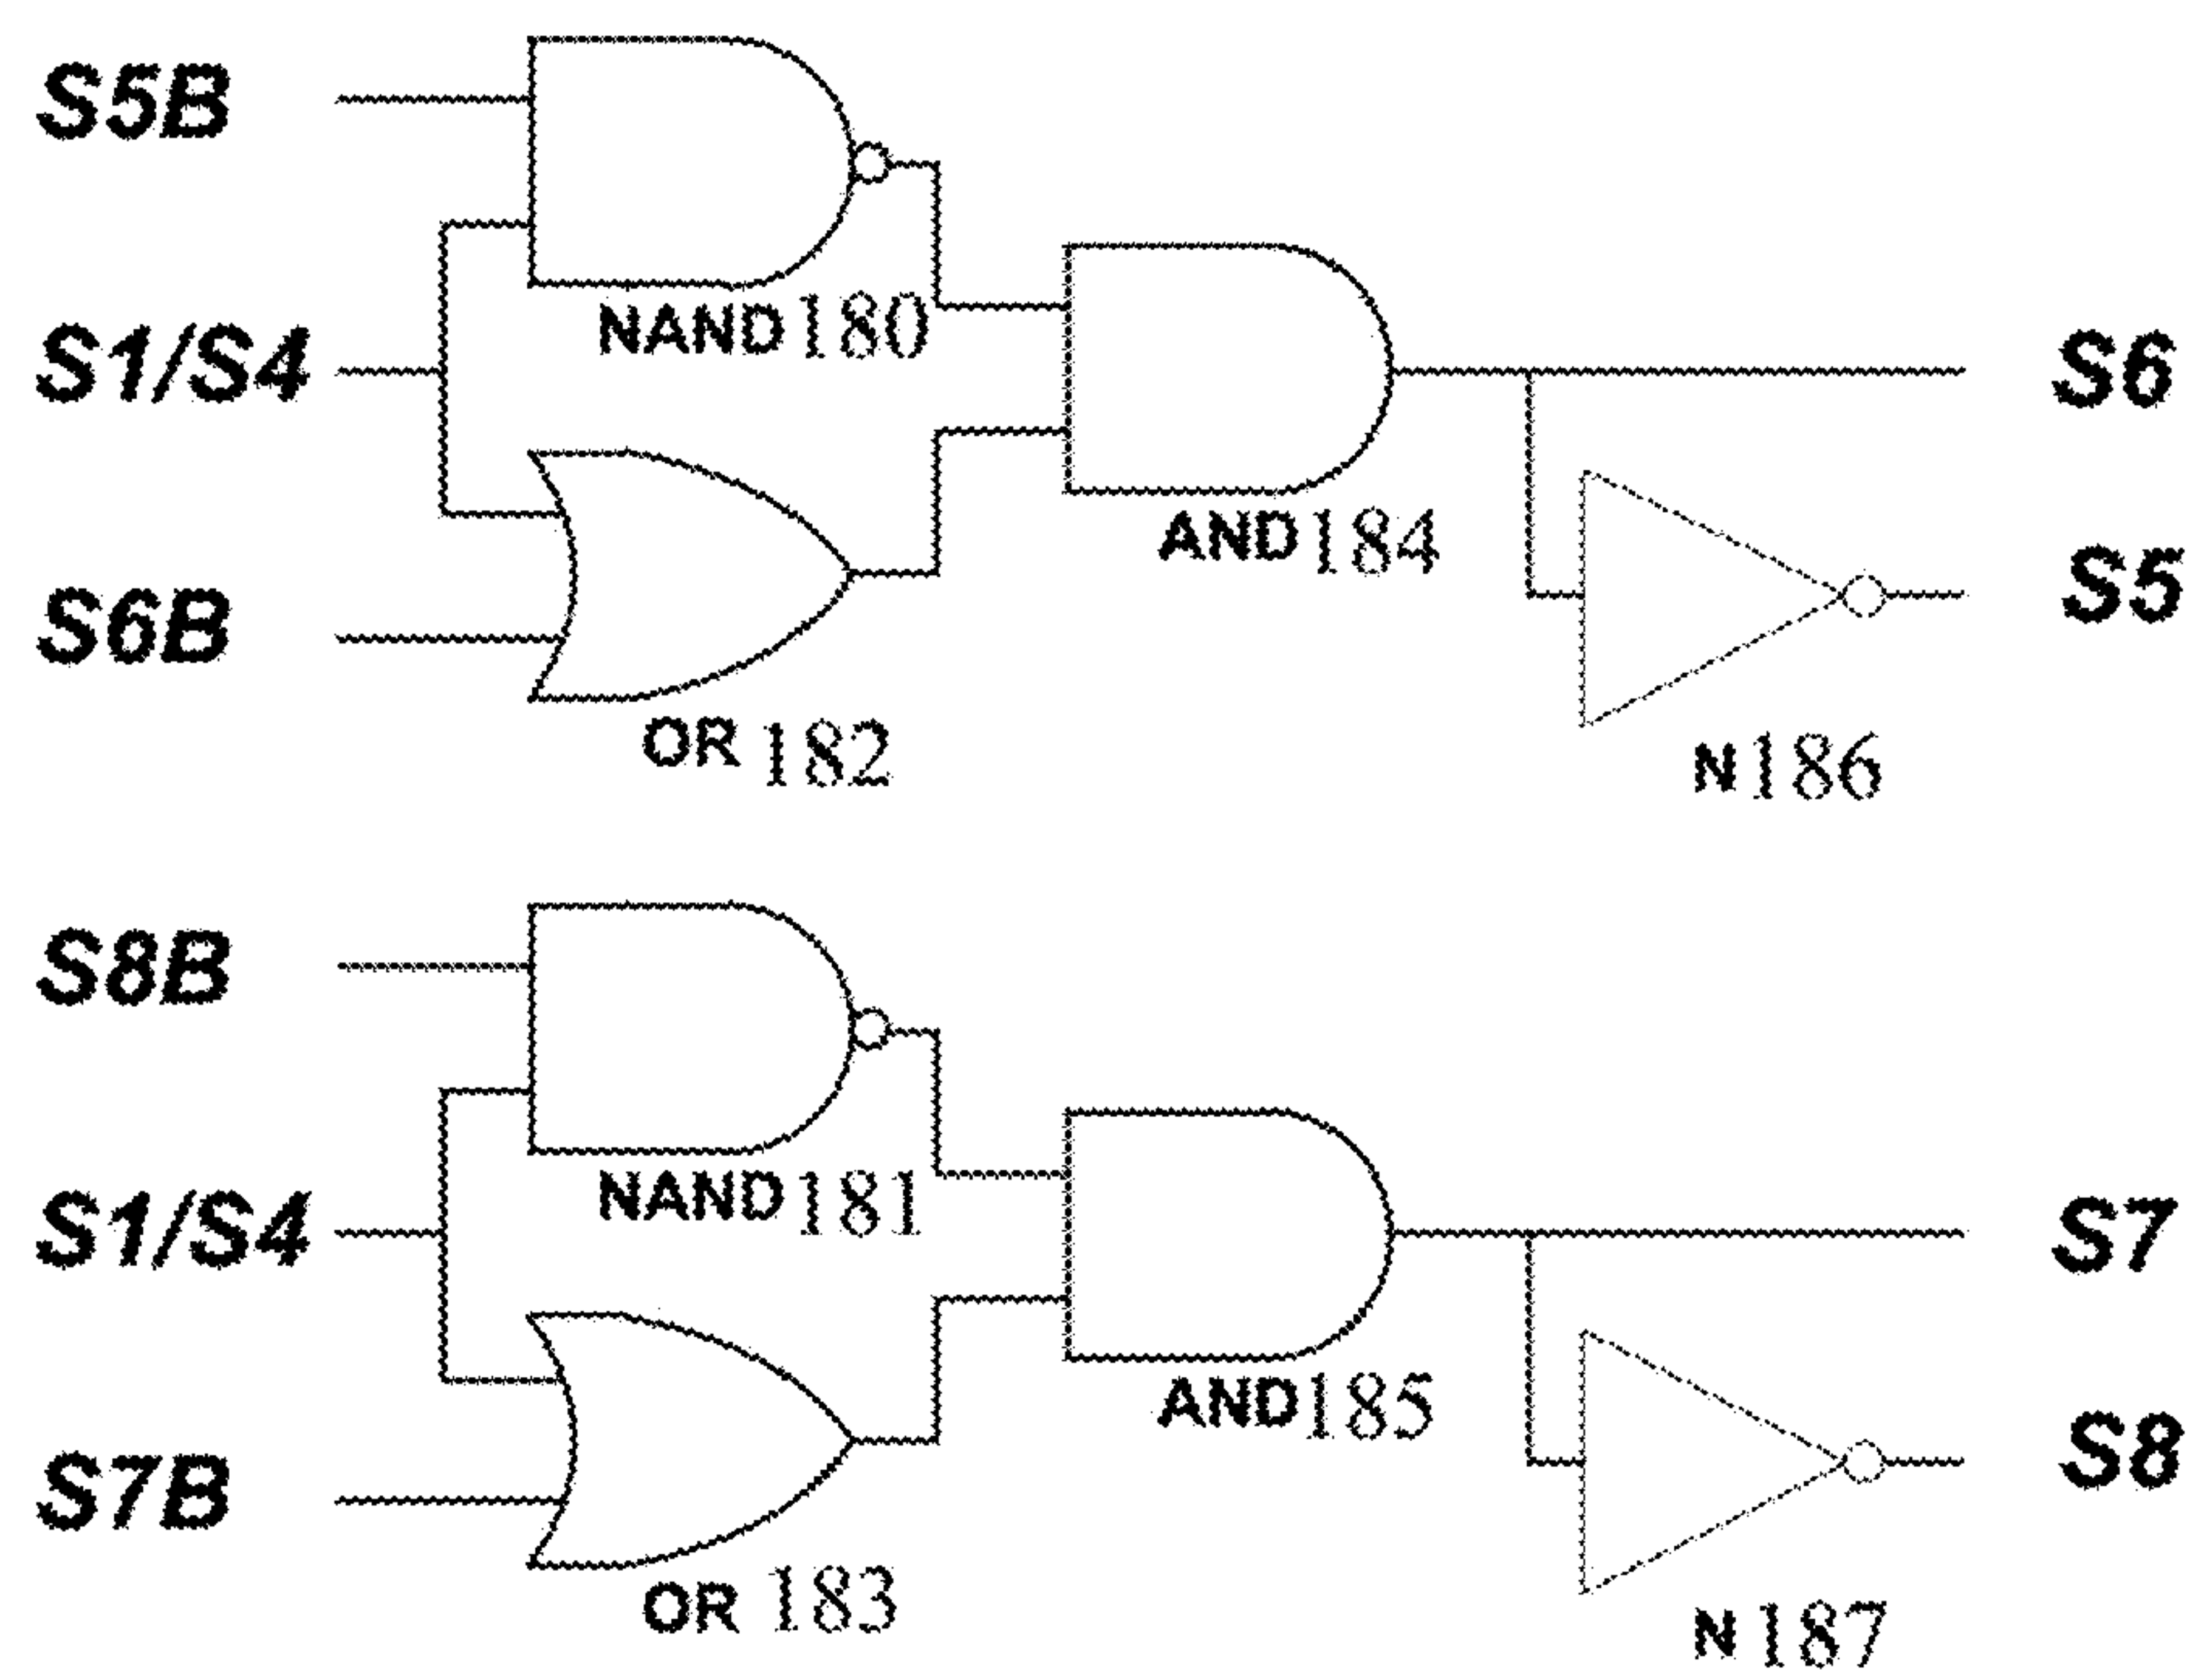 S5B
NAND180
S1/S4
S6
AND184
S5
S6B
OR 182
N186
S8B
NAND181
S1/S4
S7
AND185
S8
S7B
OR 183
N187